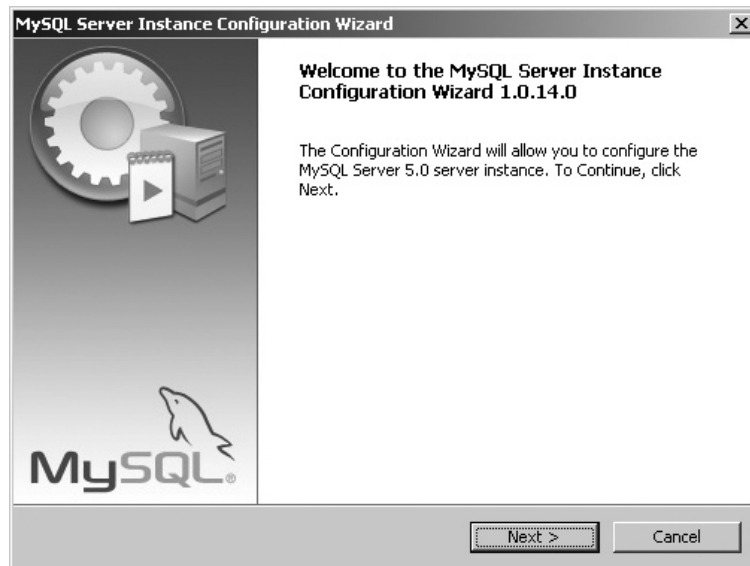 MySQL Server Instance Configuration Wizard
Welcome to the MySQL Server Instance
Configuration Wizard 1.0.14.0
The Configuration Wizard will allow you to configure the
MySQL Server 5.0 server instance. To Continue, click
Next.
MySQL®
Next >
Cancel